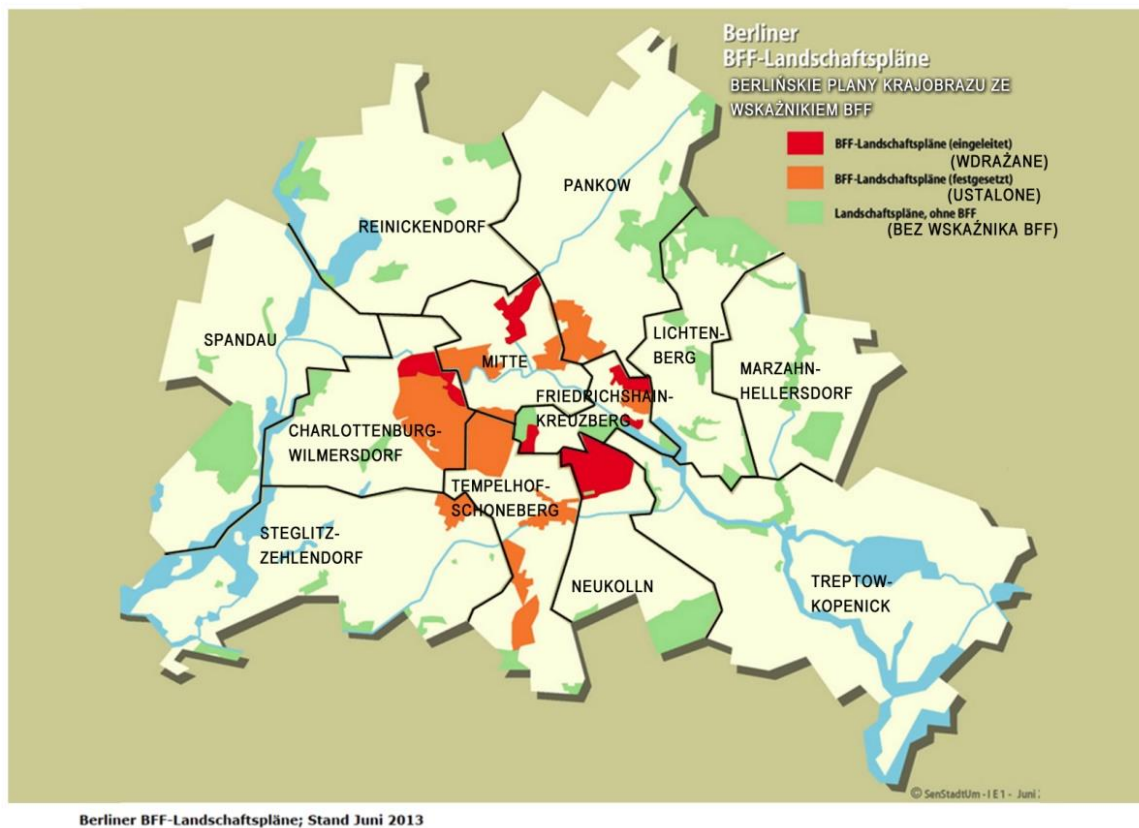 Berliner
BFF-Landschaftspläne
BERLIŃSKIE PLANY KRAJOBRAZU ZE
WSKAŹNIKIEM BFF
BFF-Landschaftspläne (eingeleitet)
(WDRAŻANE)
BFF-Landschaftspläne (festgesetzt)
(USTALONE)
Landschaftspläne, ohne BFF
(BEZ WSKAŹNIKA BFF)
PANKOW
REINICKENDORF
SPANDAU
MITTE
LICHTEN-
BERG
MARZAHN-
HELLERSDORF
FRIEDRICHSHAIN-
KREUZBERG
CHARLOTTENBURG-
WILMERSDORF
TEMPELHOF-
SCHONEBERG
STEGLITZ-
ZEHLENDORF
NEUKOLLN
TREPTOW-
KOPENICK
© SenStadtUm - I E 1 - Juni
Berliner BFF-Landschaftspläne; Stand Juni 2013